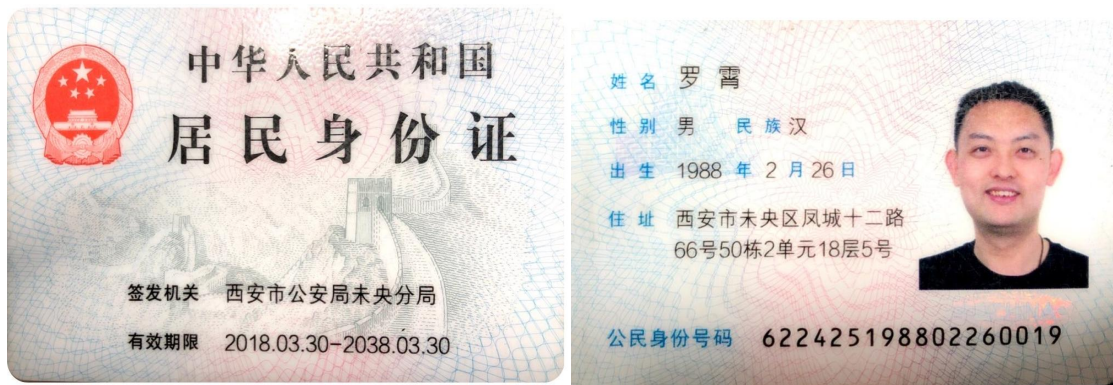 中华人民共和国
居民身份证
签发机关 西安市公安局未央分局
有效期限 2018.03.30-2038.03.30
姓名 罗霄
性别 男 民族 汉
出生 1988 年 2 月 26 日
住址 西安市未央区凤城十二路
66号50栋2单元18层5号
公民身份号码 622425198802260019